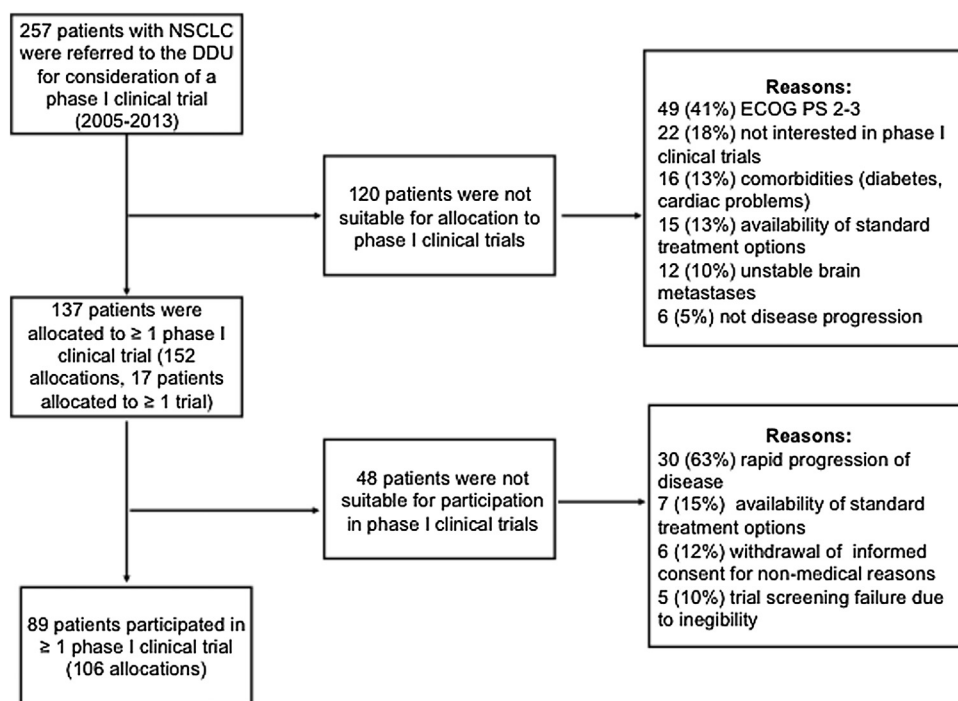 257 patients with NSCLC
were referred to the DDU
for consideration of a
phase I clinical trial
(2005-2013)
Reasons:
49 (41%) ECOG PS 2-3
22 (18%) not interested in phase I
clinical trials
16 (13%) comorbidities (diabetes,
cardiac problems)
15 (13%) availability of standard
treatment options
12 (10%) unstable brain
metastases
6 (5%) not disease progression
120 patients were not
suitable for allocation to
phase I clinical trials
137 patients were
allocated to ≥ 1 phase I
clinical trial (152
allocations, 17 patients
allocated to ≥ 1 trial)
Reasons:
30 (63%) rapid progression of
disease
7 (15%) availability of standard
treatment options
6 (12%) withdrawal of informed
consent for non-medical reasons
5 (10%) trial screening failure due
to inegibility
48 patients were not
suitable for participation
in phase I clinical trials
89 patients participated in
≥ 1 phase I clinical trial
(106 allocations)